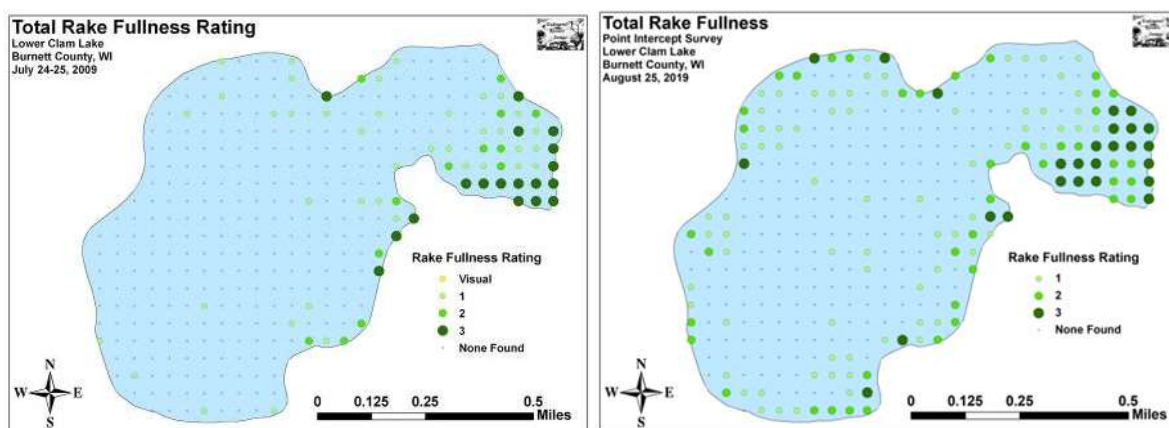 Total Rake Fullness Rating
Lower Clam Lake
Burnett County, WI
July 24-25, 2009
Rake Fullness Rating
Visual
1
2
3
None Found
N
W E
S
0 0.125 0.25 0.5
Miles
Total Rake Fullness
Point Intercept Survey
Lower Clam Lake
Burnett County, WI
August 25, 2019
Rake Fullness Rating
1
2
3
None Found
N
W E
S
0 0.125 0.25 0.5
Miles